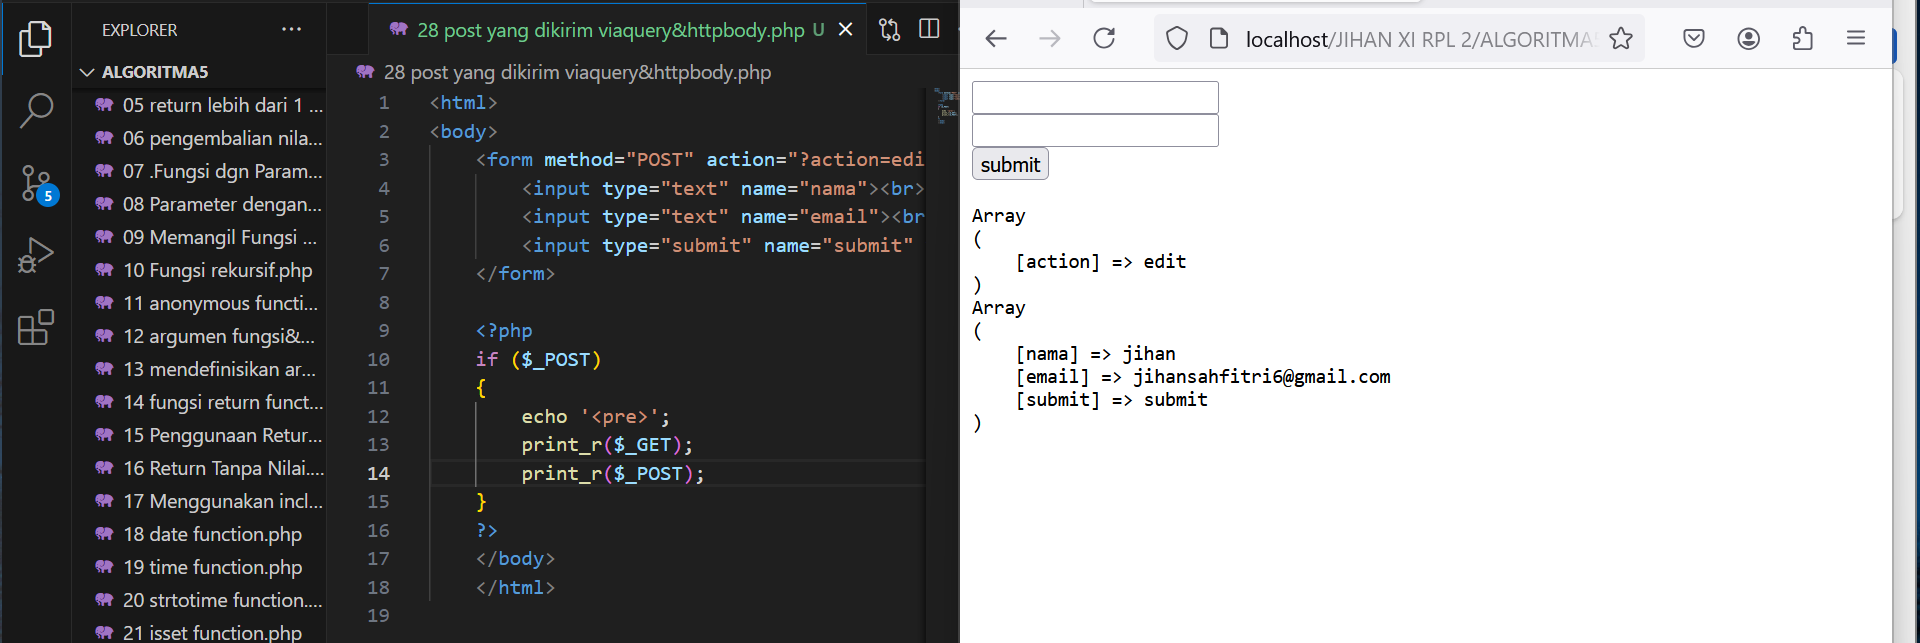 EXPLORER
ALGORITMA5
05 return lebih dari 1 ...
06 pengembalian nila...
07 .Fungsi dgn Param...
08 Parameter dengan...
09 Memangil Fungsi ...
10 Fungsi rekursif.php
11 anonymous functi...
12 argumen fungsi&...
13 mendefinisikan ar...
14 fungsi return funct...
15 Penggunaan Retur...
16 Return Tanpa Nilai....
17 Menggunakan incl...
18 date function.php
19 time function.php
20 strtotime function....
21 isset function.php
5
28 post yang dikirim viaquery&httpbody.php U
28 post yang dikirim viaquery&httpbody.php
1 <html>
2 <body>
3 <form method="POST" action="?action=edi
4 <input type="text" name="nama"><br>
5 <input type="text" name="email"><br
6 <input type="submit" name="submit"
7 </form>
8
9 <?php
10 if ($_POST)
11 {
12 echo '<pre>';
13 print_r($_GET);
14 print_r($_POST);
15 }
16 ?>
17 </body>
18 </html>
19
localhost/JIHAN XI RPL 2/ALGORITMA5
submit
Array
(
[action] => edit
)
Array
(
[nama] => jihan
[email] => jihansahfitri6@gmail.com
[submit] => submit
)